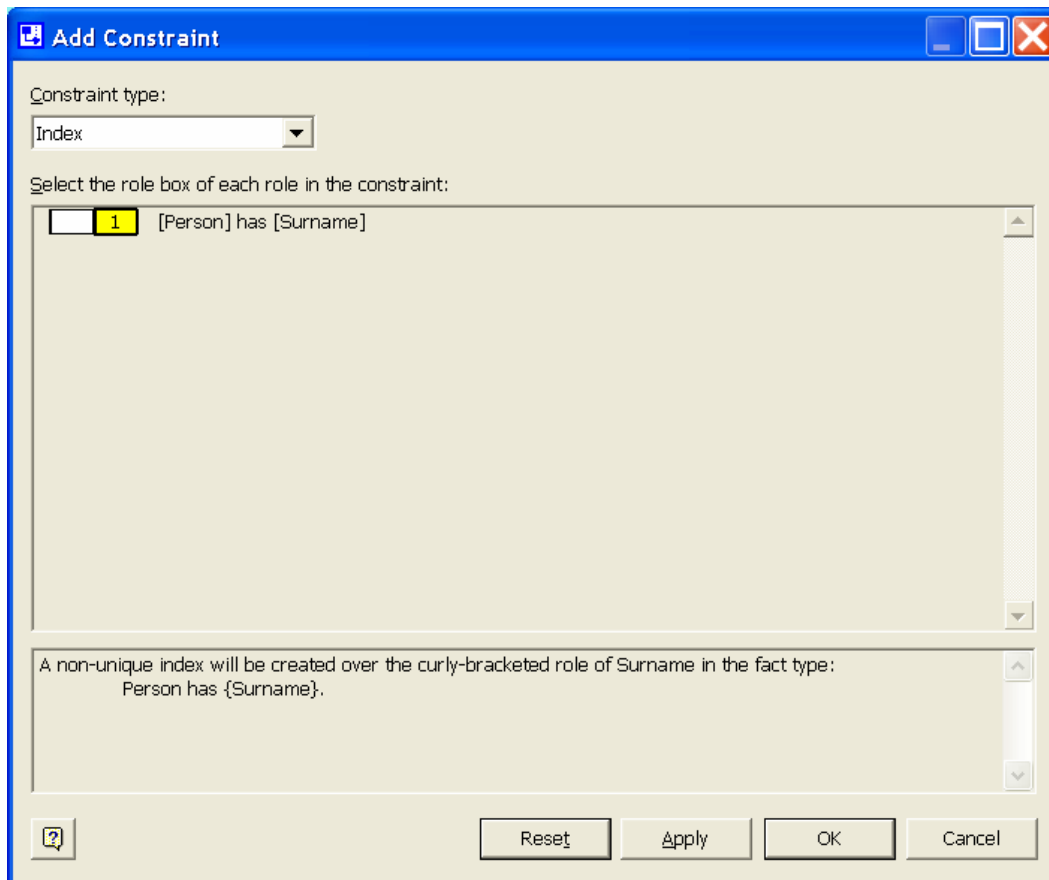 Add Constraint
Constraint type:
Index
Select the role box of each role in the constraint:
1 [Person] has [Surname]
A non-unique index will be created over the curly-bracketed role of Surname in the fact type:
Person has {Surname}.
Reset Apply OK Cancel